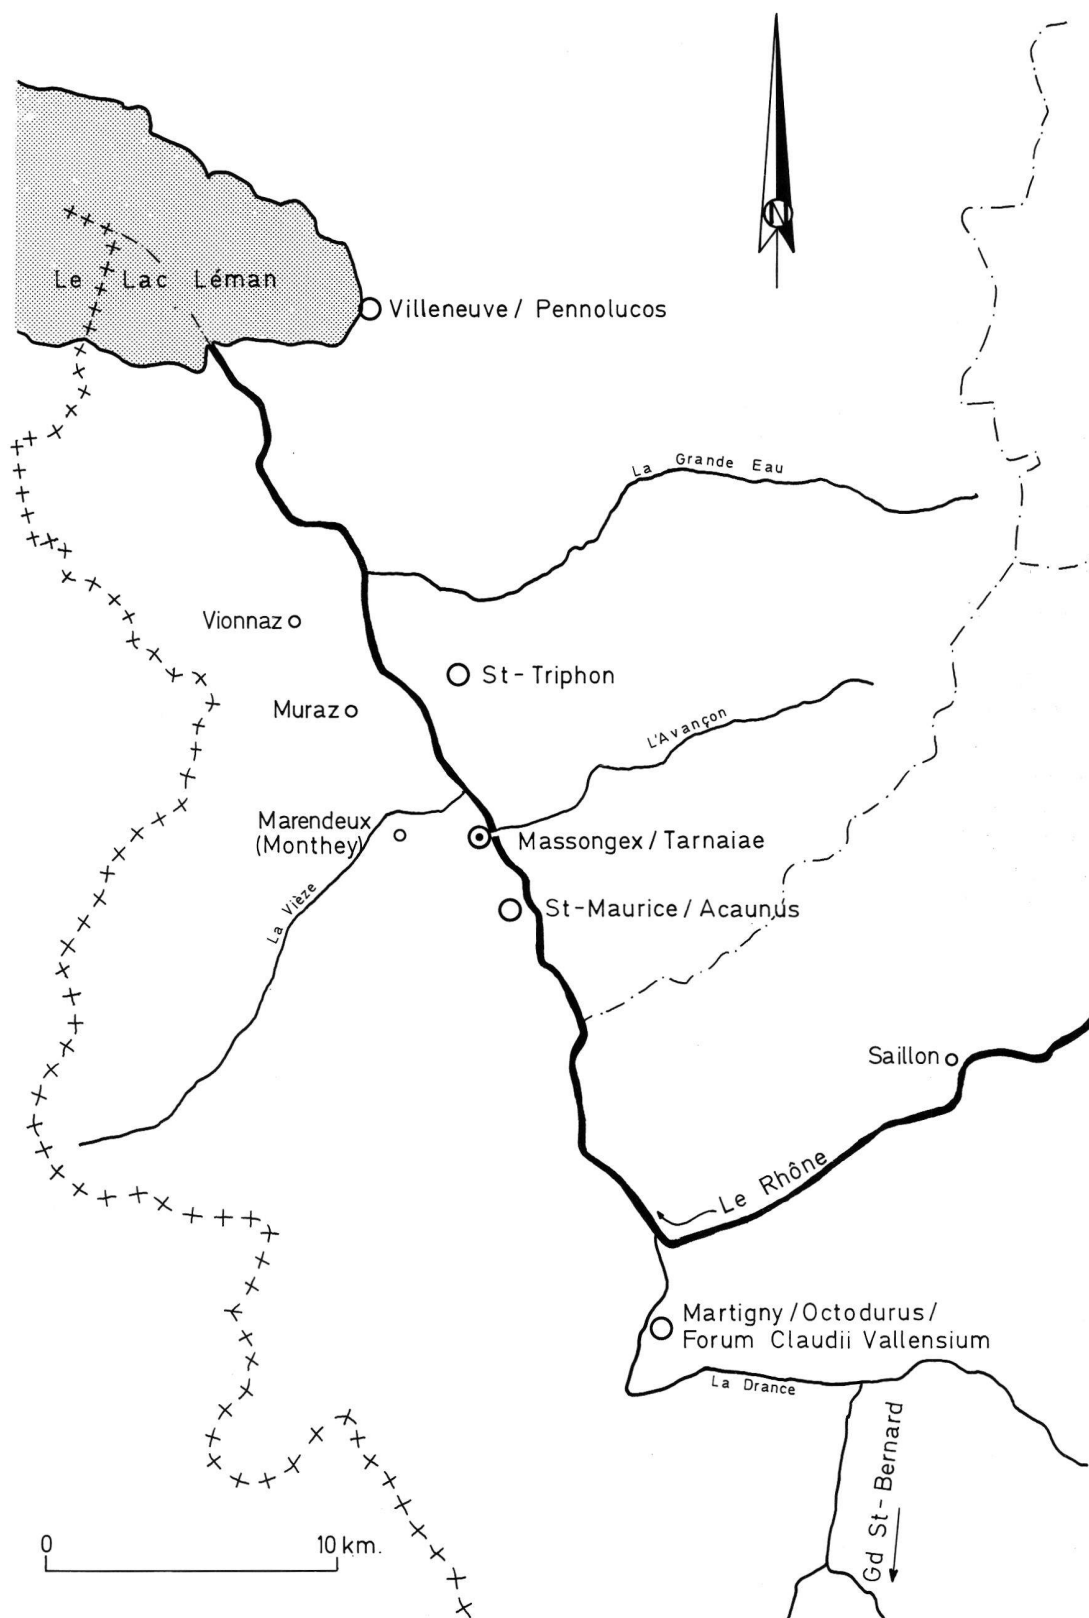 N
Le Lac Léman
Villeneuve / Pennolucos
La Grande Eau
Vionnaz
St-Triphon
Muraz
L'Avançon
Marendeux
(Monthey)
Massongex / Tarnaiae
La Vièze
St-Maurice / Acaunus
Saillon
Le Rhône
Martigny / Octodurus /
Forum Claudii Vallensium
La Drance
Gd St-Bernard
0 10 km.